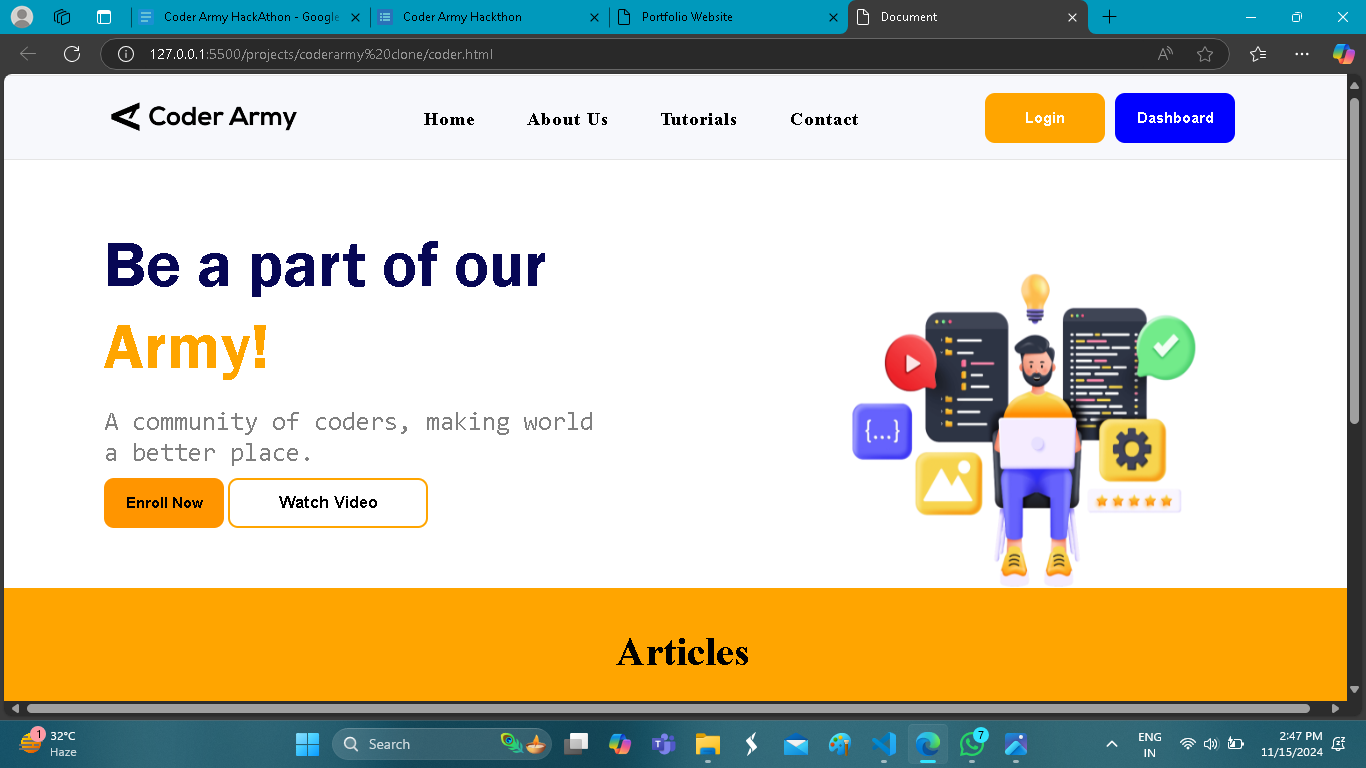 Coder Army HackAthon - Google
Coder Army Hackthon
Portfolio Website
Document
127.0.0.1:5500/projects/coderarmy%20clone/coder.html
Coder Army
Home
About Us
Tutorials
Contact
Login
Dashboard
Be a part of our
Army!
A community of coders, making world
a better place.
Enroll Now
Watch Video
{...}
Articles
1
32°C
Haze
Search
7
ENG
IN
2:47 PM
11/15/2024